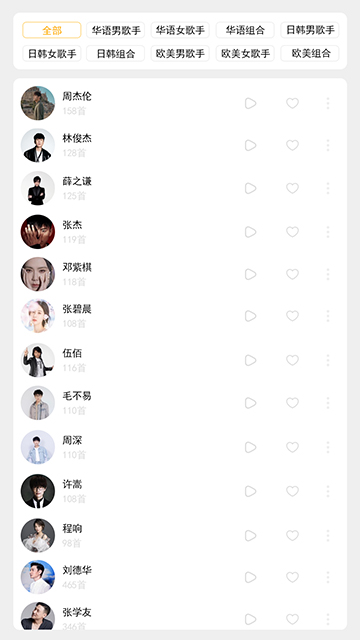 全部 华语男歌手 华语女歌手 华语组合 日韩男歌手
日韩女歌手 日韩组合 欧美男歌手 欧美女歌手 欧美组合
周杰伦
158首
林俊杰
128首
薛之谦
125首
张杰
119首
邓紫棋
118首
张碧晨
108首
伍佰
116首
毛不易
110首
周深
110首
许嵩
108首
程响
98首
刘德华
465首
张学友
346首